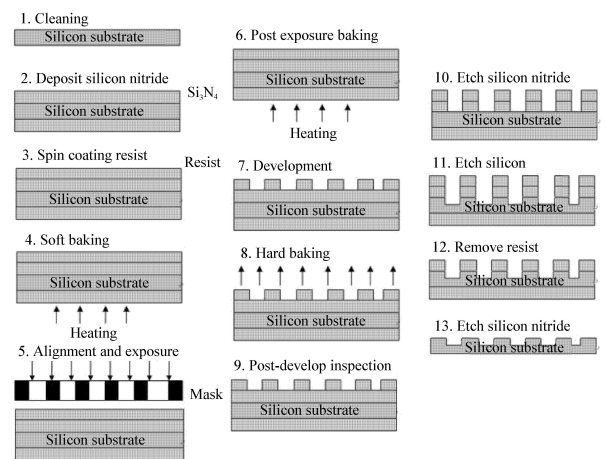 1. Cleaning
Silicon substrate
2. Deposit silicon nitride
Si3N4
Silicon substrate
3. Spin coating resist
Resist
Silicon substrate
4. Soft baking
Silicon substrate
Heating
5. Alignment and exposure
Mask
Silicon substrate
6. Post exposure baking
Silicon substrate
Heating
7. Development
Silicon substrate
8. Hard baking
Silicon substrate
9. Post-develop inspection
Silicon substrate
10. Etch silicon nitride
Silicon substrate
11. Etch silicon
Silicon substrate
12. Remove resist
Silicon substrate
13. Etch silicon nitride
Silicon substrate